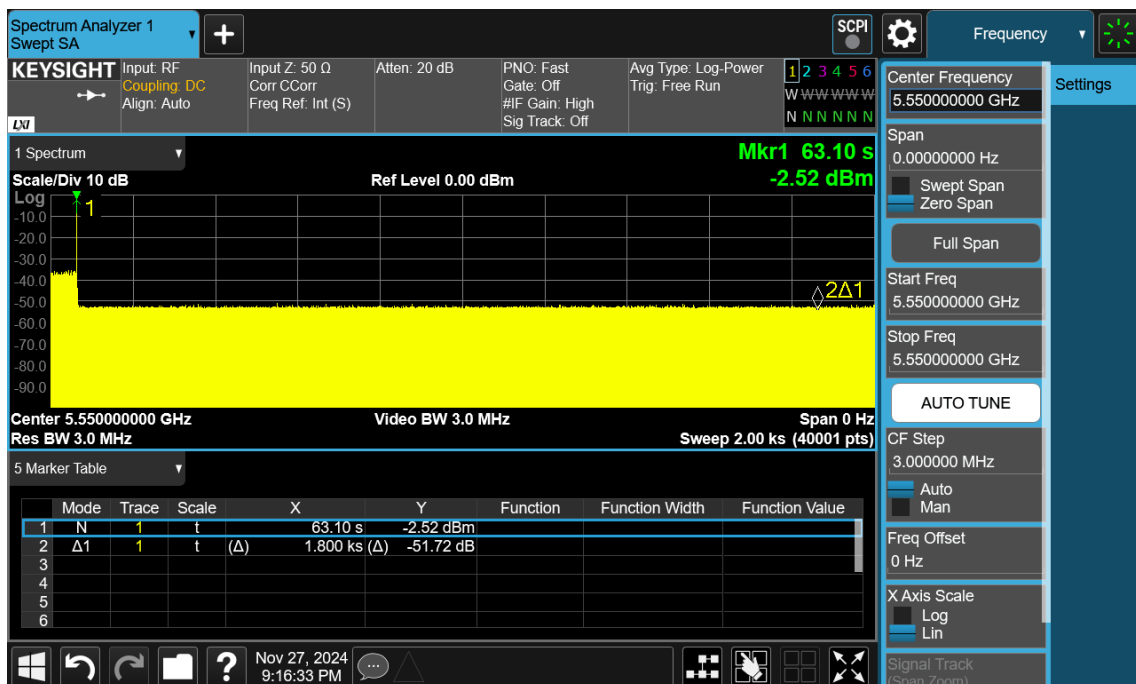 Spectrum Analyzer 1
Swept SA
+
SCPI
Frequency
KEYSIGHT
LXI
Input: RF
Coupling: DC
Align: Auto
Input Z: 50 Ω
Corr CCorr
Freq Ref: Int (S)
Atten: 20 dB
PNO: Fast
Gate: Off
#IF Gain: High
Sig Track: Off
Avg Type: Log-Power
Trig: Free Run
1 2 3 4 5 6
W W W W W W
N N N N N N
Center Frequency
5.550000000 GHz
Settings
Span
0.00000000 Hz
Swept Span
Zero Span
Full Span
Start Freq
5.550000000 GHz
Stop Freq
5.550000000 GHz
AUTO TUNE
CF Step
3.000000 MHz
Auto
Man
Freq Offset
0 Hz
X Axis Scale
Log
Lin
Signal Track
(Span Zoom)
1 Spectrum
Mkr1 63.10 s
-2.52 dBm
Scale/Div 10 dB
Ref Level 0.00 dBm
Log
1
-10.0
-20.0
-30.0
-40.0
-50.0
-60.0
-70.0
-80.0
-90.0
2Δ1
Center 5.550000000 GHz
Video BW 3.0 MHz
Span 0 Hz
Res BW 3.0 MHz
Sweep 2.00 ks (40001 pts)
5 Marker Table
Mode Trace Scale X Y Function Function Width Function Value
1 N 1 t 63.10 s -2.52 dBm
2 Δ1 1 t (Δ) 1.800 ks (Δ) -51.72 dB
3
4
5
6
?
Nov 27, 2024
9:16:33 PM